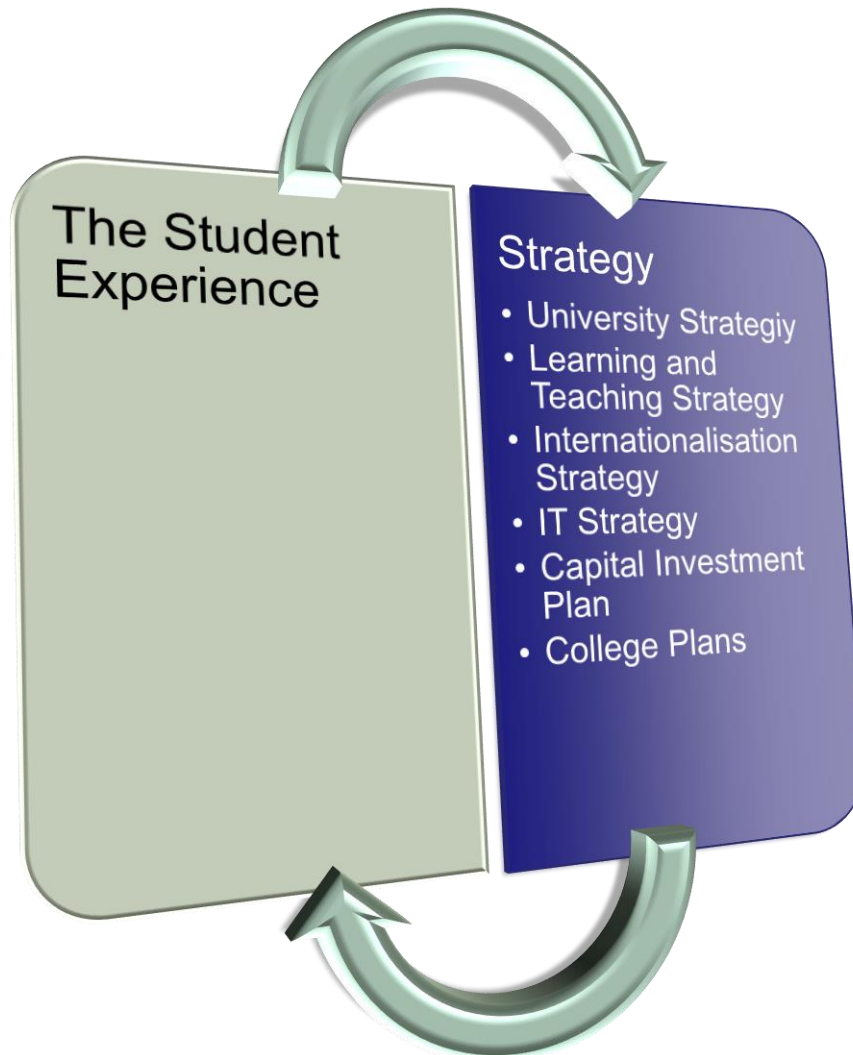 The Student
Experience
Strategy
• University Strategiy
• Learning and
Teaching Strategy
• Internationalisation
Strategy
• IT Strategy
• Capital Investment
Plan
• College Plans